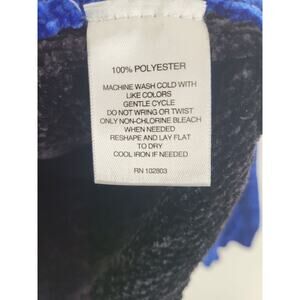 100% POLYESTER
MACHINE WASH COLD WITH
LIKE COLORS
GENTLE CYCLE
DO NOT WRING OR TWIST
ONLY NON-CHLORINE BLEACH
WHEN NEEDED
RESHAPE AND LAY FLAT
TO DRY
COOL IRON IF NEEDED
RN 102803